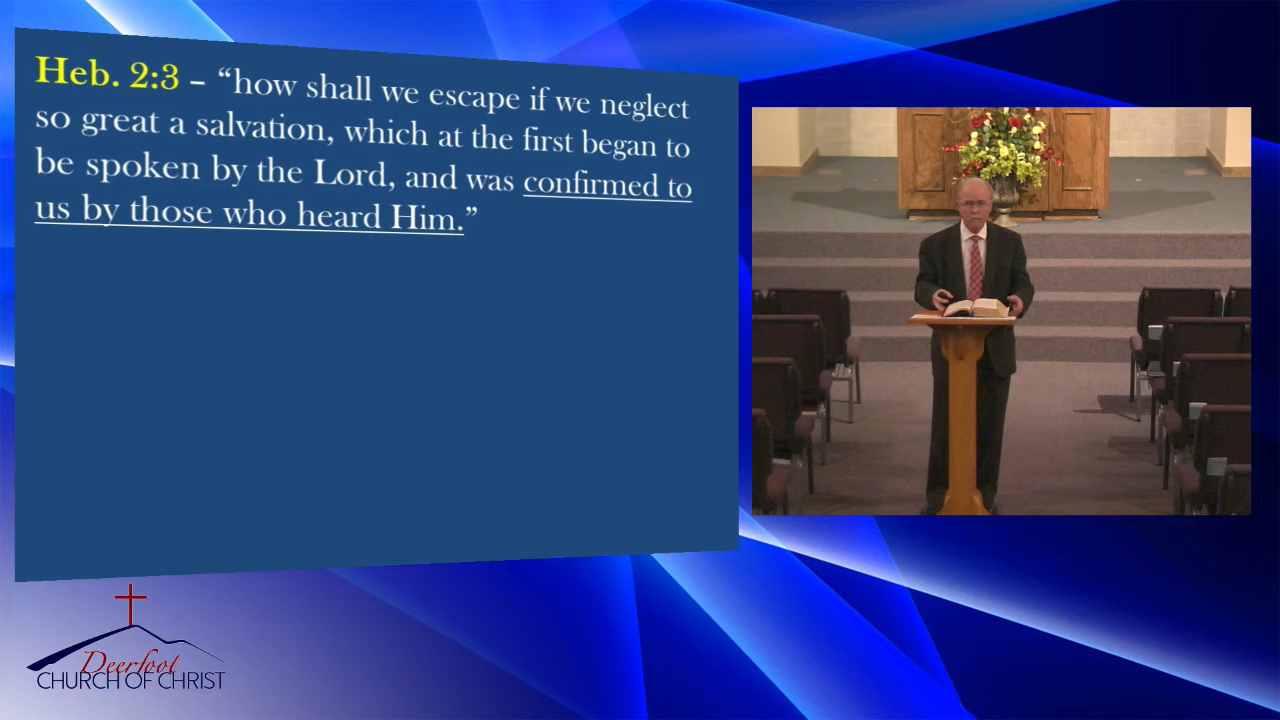 Heb. 2:3 – “how shall we escape if we neglect
so great a salvation, which at the first began to
be spoken by the Lord, and was confirmed to
us by those who heard Him.”
Deerfoot
CHURCH OF CHRIST